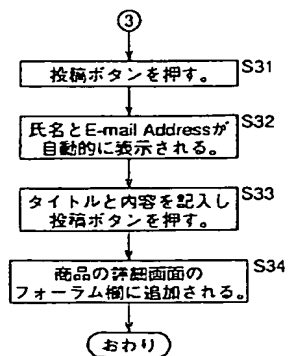 3
投稿ボタンを押す。 S31
氏名とE-mail Addressが S32
自動的に表示される。
タイトルと内容を記入し S33
投稿ボタンを押す。
商品の詳細画面の S34
フォーラム欄に追加される。
おわり